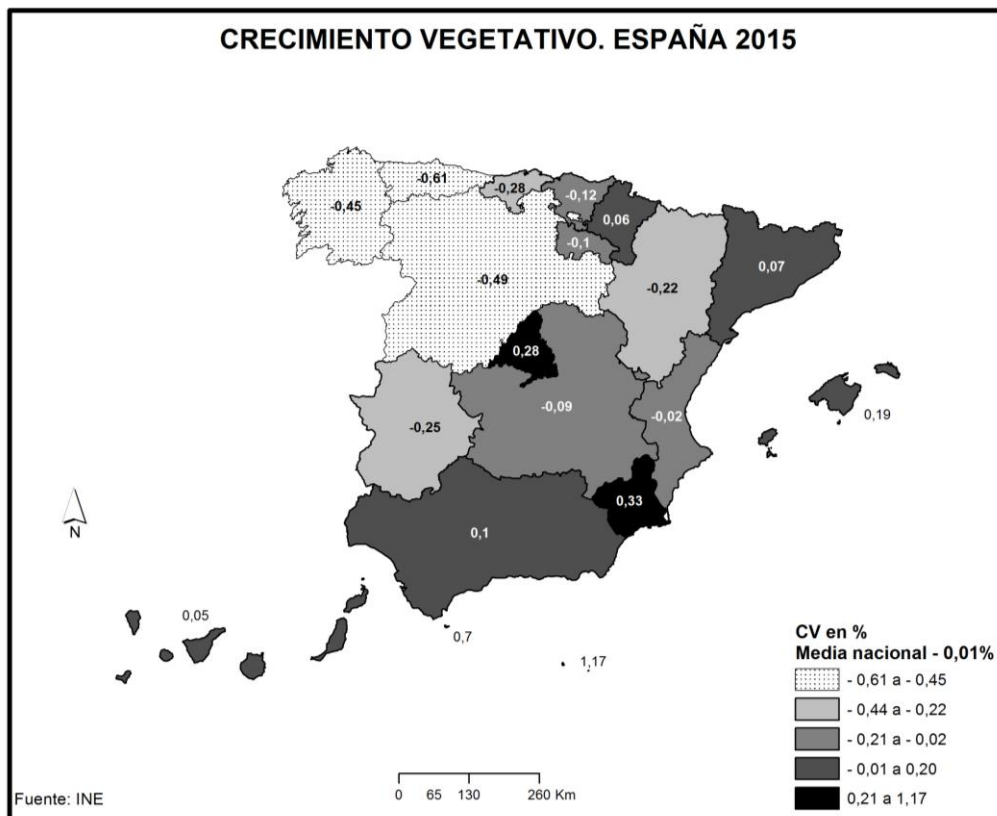 CRECIMIENTO VEGETATIVO. ESPAÑA 2015
-0,61
-0,28
-0,12
-0,45
0,06
-0,1
0,07
-0,49
-0,22
0,28
-0,09
-0,02
0,19
-0,25
0,33
N
0,1
0,05
0,7
1,17
CV en %
Media nacional - 0,01%
- 0,61 a - 0,45
- 0,44 a - 0,22
- 0,21 a - 0,02
- 0,01 a 0,20
0,21 a 1,17
0 65 130 260 Km
Fuente: INE